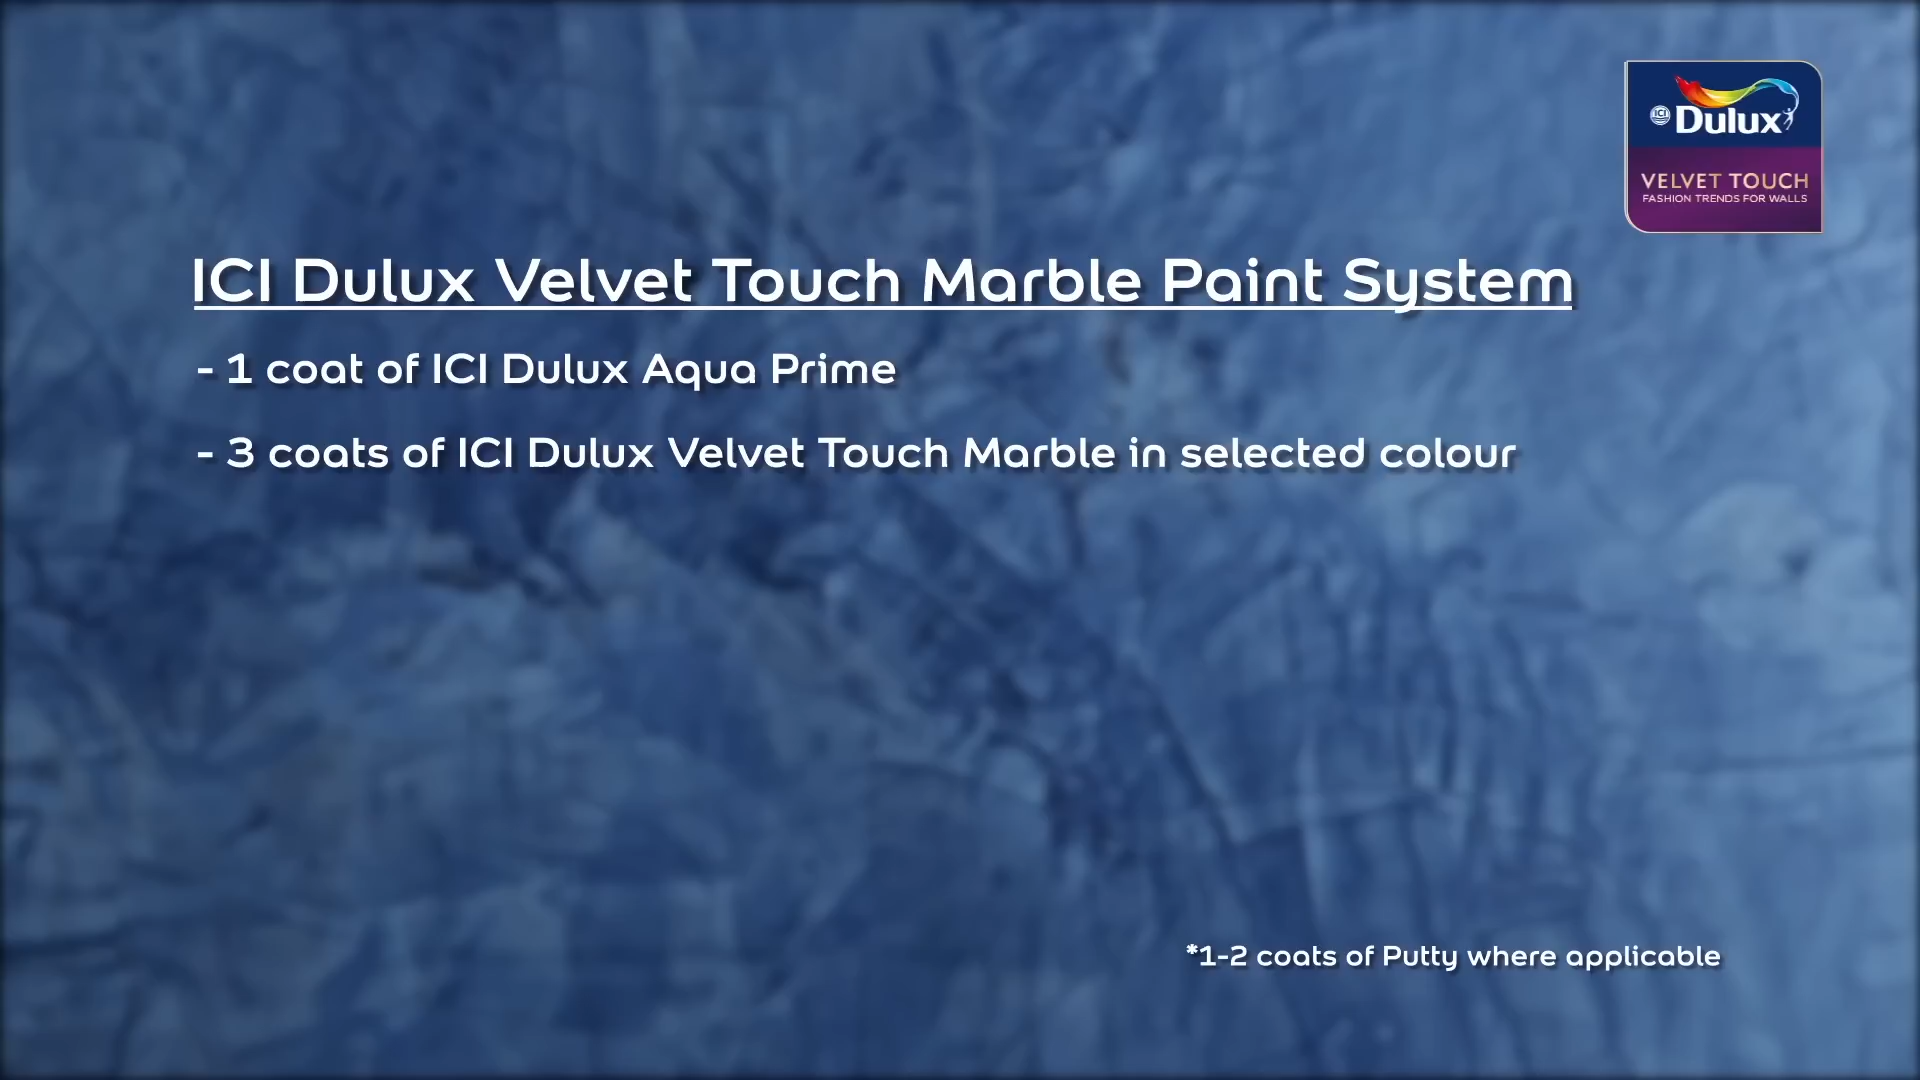 ICI
Dulux
VELVET TOUCH
FASHION TRENDS FOR WALLS
ICI Dulux Velvet Touch Marble Paint System
- 1 coat of ICI Dulux Aqua Prime
- 3 coats of ICI Dulux Velvet Touch Marble in selected colour
*1-2 coats of Putty where applicable